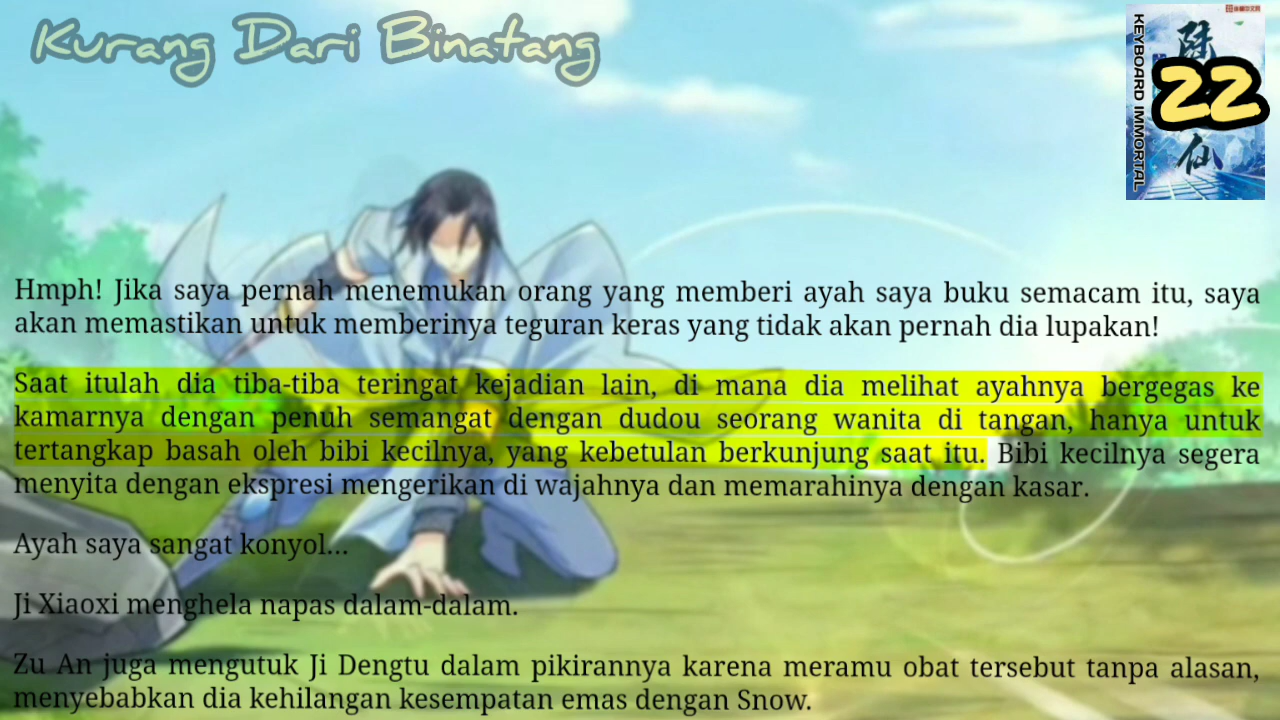 Kurang Dari Binatang
KEYBOARD IMMORTAL
22
仙
Hmph! Jika saya pernah menemukan orang yang memberi ayah saya buku semacam itu, saya
akan memastikan untuk memberinya teguran keras yang tidak akan pernah dia lupakan!
Saat itulah dia tiba-tiba teringat kejadian lain, di mana dia melihat ayahnya bergegas ke
kamarnya dengan penuh semangat dengan dudou seorang wanita di tangan, hanya untuk
tertangkap basah oleh bibi kecilnya, yang kebetulan berkunjung saat itu. Bibi kecilnya segera
menyita dengan ekspresi mengerikan di wajahnya dan memarahinya dengan kasar.
Ayah saya sangat konyol...
Ji Xiaoxi menghela napas dalam-dalam.
Zu An juga mengutuk Ji Dengtu dalam pikirannya karena meramu obat tersebut tanpa alasan,
menyebabkan dia kehilangan kesempatan emas dengan Snow.